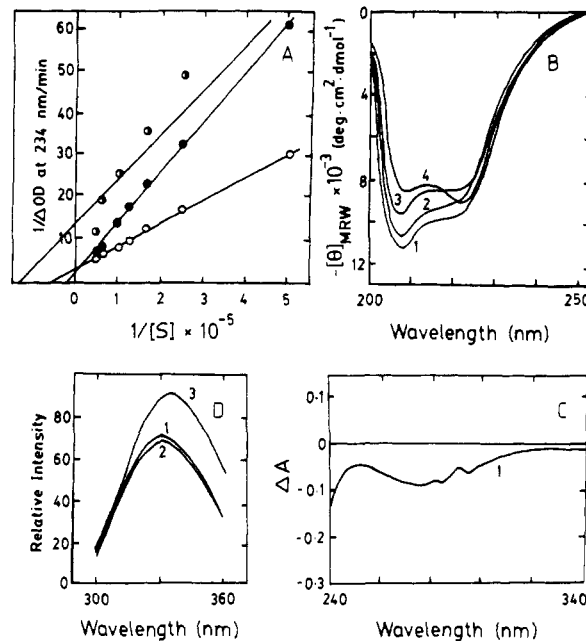 A
1/ΔOD at 234 nm/min
60
50
40
30
20
10
0 1 2 3 4 5
1/[S] × 10⁻⁵
B
-[θ]MRW × 10⁻³ (deg·cm²·dmol⁻¹)
0
2
4
6
8
10
4
3
2
1
200 250
Wavelength (nm)
D
Relative Intensity
80
60
40
20
0
3
1
2
300 360
Wavelength (nm)
C
ΔA
0·1
0
-0·1
-0·3
1
240 340
Wavelength (nm)